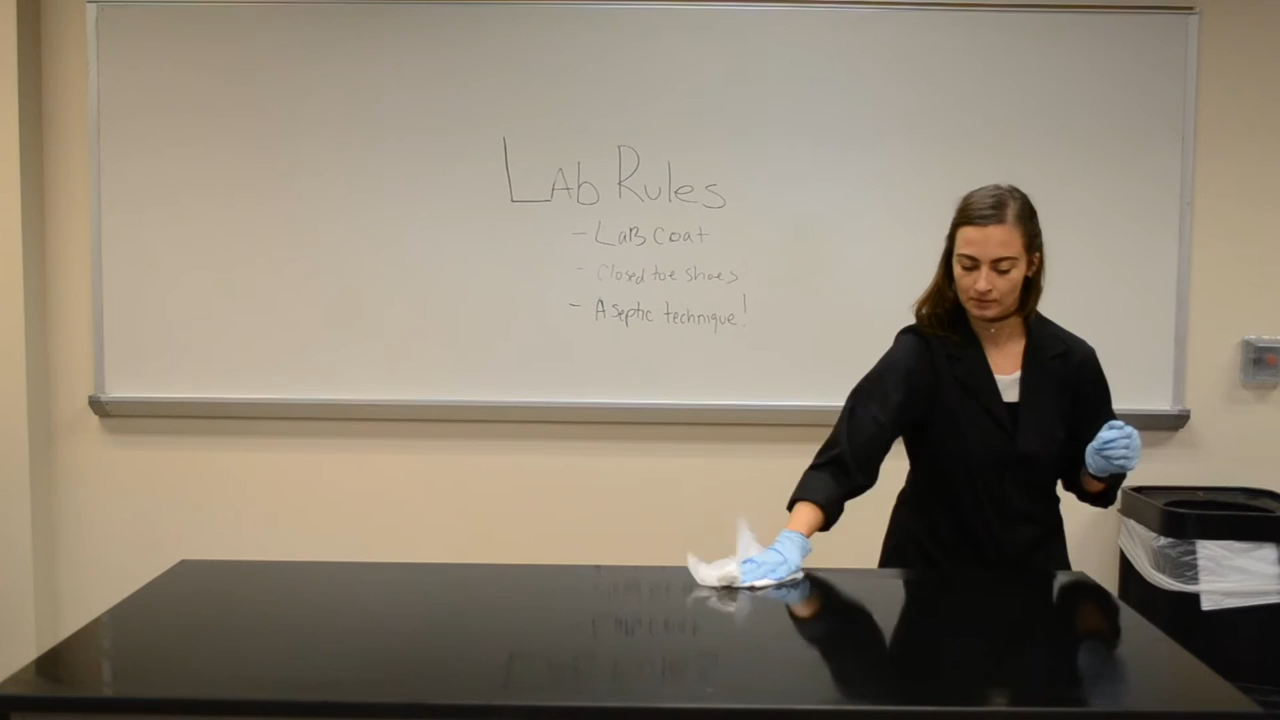 Lab Rules
- Lab coat
- Closed toe shoes
- Aseptic technique!